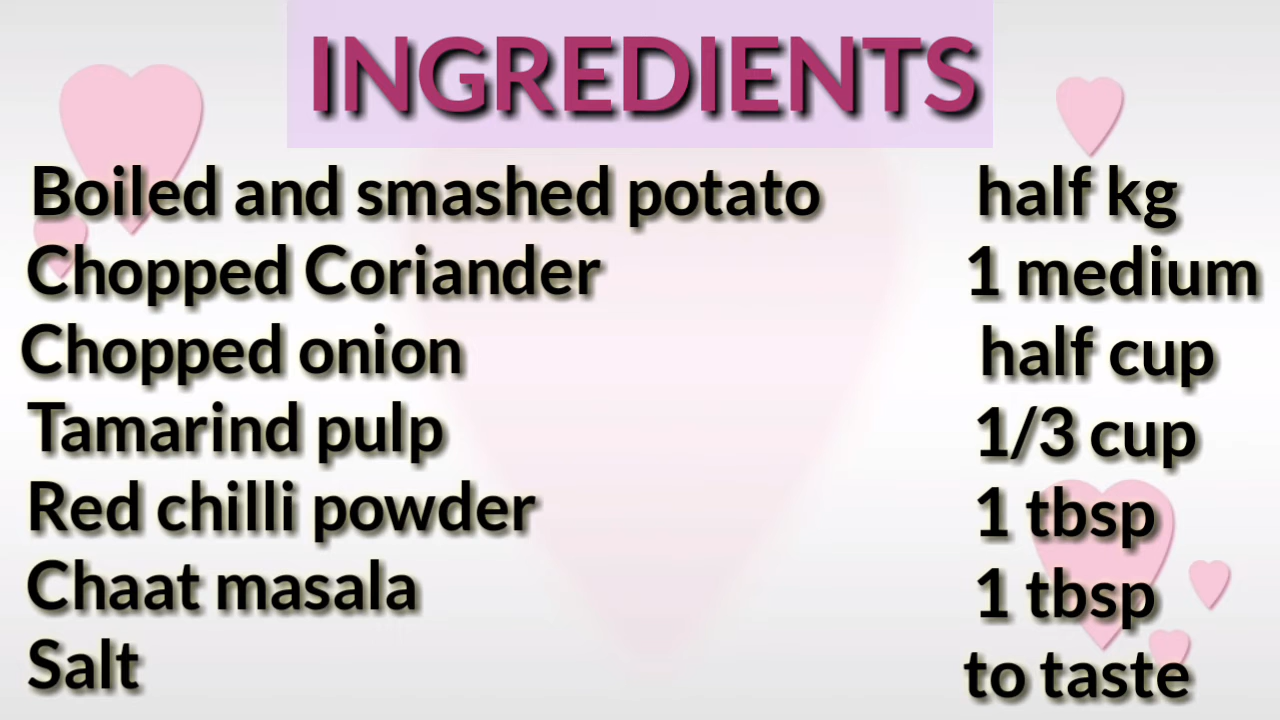 INGREDIENTS
Boiled and smashed potato half kg
Chopped Coriander 1 medium
Chopped onion half cup
Tamarind pulp 1/3 cup
Red chilli powder 1 tbsp
Chaat masala 1 tbsp
Salt to taste